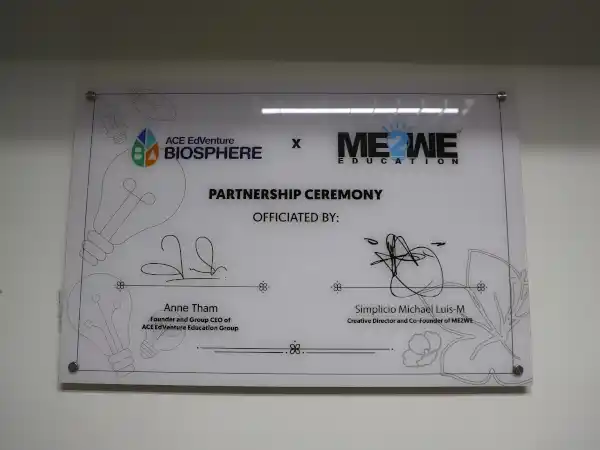 ACE EdVenture
BIOSPHERE
x
ME2WE
EDUCATION
PARTNERSHIP CEREMONY
OFFICIATED BY:
Anne Tham
Founder and Group CEO of
ACE EdVenture Education Group
Simplicio Michael Luis-M
Creative Director and Co-Founder of ME2WE